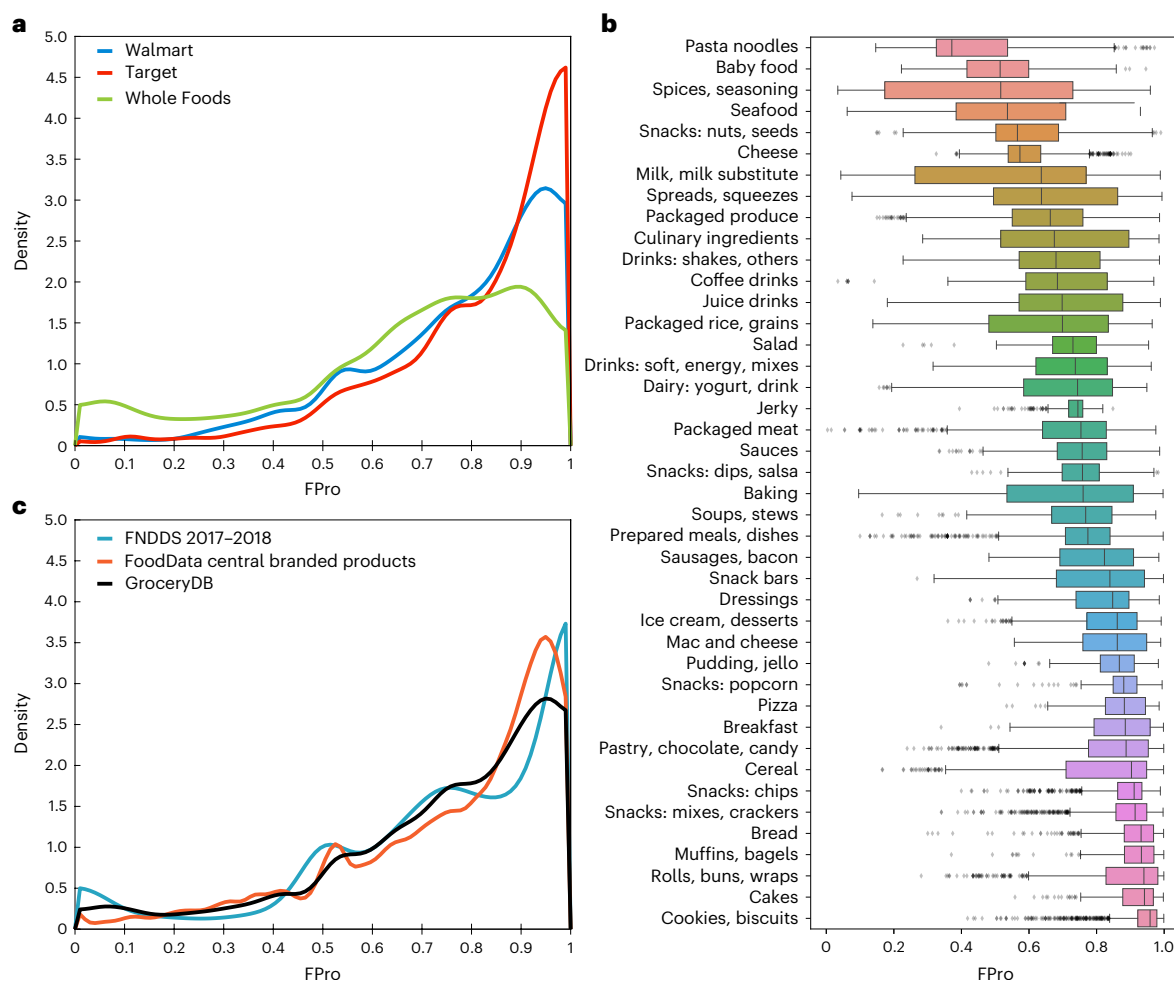 a
5.0
4.5
4.0
3.5
3.0
2.5
2.0
1.5
1.0
0.5
0
Density
Walmart
Target
Whole Foods
0 0.1 0.2 0.3 0.4 0.5 0.6 0.7 0.8 0.9 1
FPro
c
5.0
4.5
4.0
3.5
3.0
2.5
2.0
1.5
1.0
0.5
0
Density
FNDDS 2017–2018
FoodData central branded products
GroceryDB
0 0.1 0.2 0.3 0.4 0.5 0.6 0.7 0.8 0.9 1
FPro
b
Pasta noodles
Baby food
Spices, seasoning
Seafood
Snacks: nuts, seeds
Cheese
Milk, milk substitute
Spreads, squeezes
Packaged produce
Culinary ingredients
Drinks: shakes, others
Coffee drinks
Juice drinks
Packaged rice, grains
Salad
Drinks: soft, energy, mixes
Dairy: yogurt, drink
Jerky
Packaged meat
Sauces
Snacks: dips, salsa
Baking
Soups, stews
Prepared meals, dishes
Sausages, bacon
Snack bars
Dressings
Ice cream, desserts
Mac and cheese
Pudding, jello
Snacks: popcorn
Pizza
Breakfast
Pastry, chocolate, candy
Cereal
Snacks: chips
Snacks: mixes, crackers
Bread
Muffins, bagels
Rolls, buns, wraps
Cakes
Cookies, biscuits
0 0.2 0.4 0.6 0.8 1.0
FPro